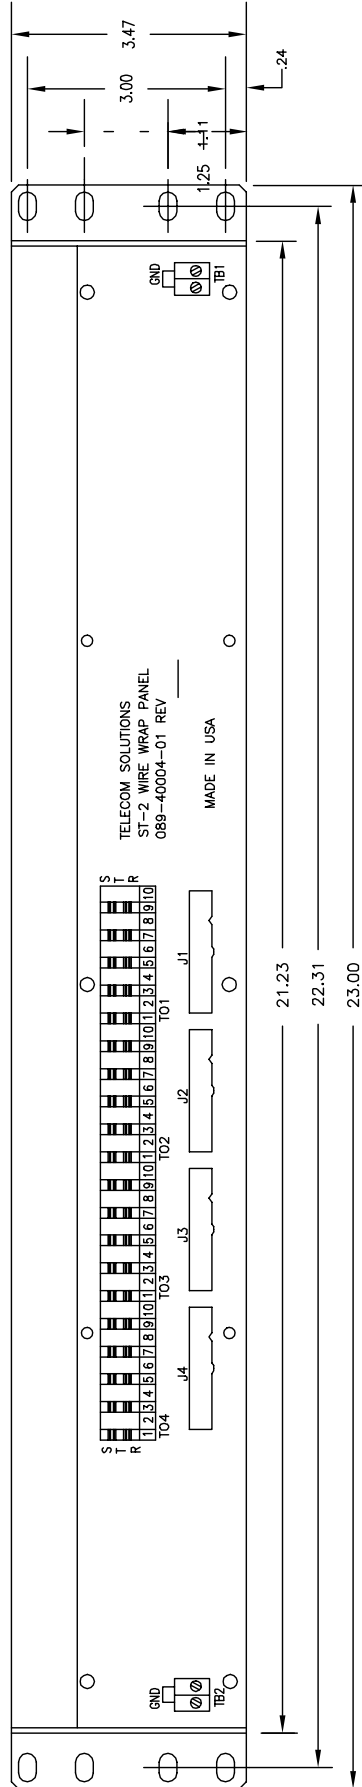 3.47
3.00
.24
1.11
1.25
GND
TB1
TELECOM SOLUTIONS
ST-2 WIRE WRAP PANEL
089-40004-01 REV
MADE IN USA
S
T
R
1 2 3 4 5 6 7 8 9 10
TO1
J1
1 2 3 4 5 6 7 8 9 10
TO2
J2
1 2 3 4 5 6 7 8 9 10
TO3
J3
1 2 3 4 5 6 7 8 9 10
TO4
J4
S
T
R
GND
TB2
21.23
22.31
23.00